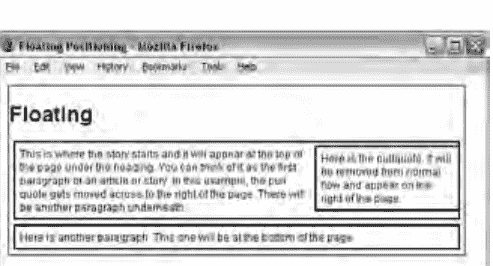 Floating Positioning - Mozilla Firefox
File Edit View History Bookmarks Tools Help
Floating
This is where the story starts and it will appear at the top of
the page under the heading. You can think of it as the first
paragraph of an article or story. In this example, the pull
quote gets moved across to the right of the page. There will
be another paragraph underneath.
Here is the pullquote. It will
be removed from normal
flow and appear on the
right of the page.
Here is another paragraph. This one will be at the bottom of the page.